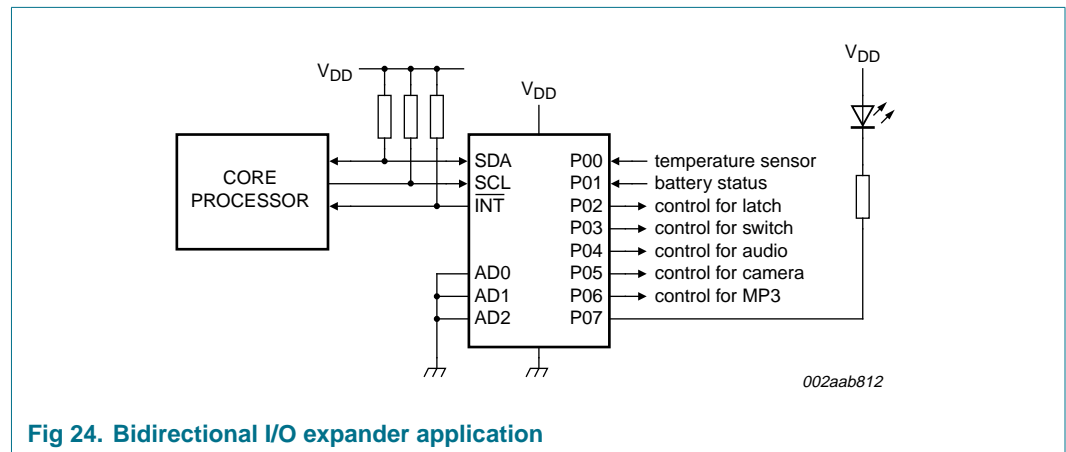 VDD
VDD
VDD
CORE
PROCESSOR
SDA
SCL
INT
AD0
AD1
AD2
P00
P01
P02
P03
P04
P05
P06
P07
temperature sensor
battery status
control for latch
control for switch
control for audio
control for camera
control for MP3
002aab812
Fig 24. Bidirectional I/O expander application